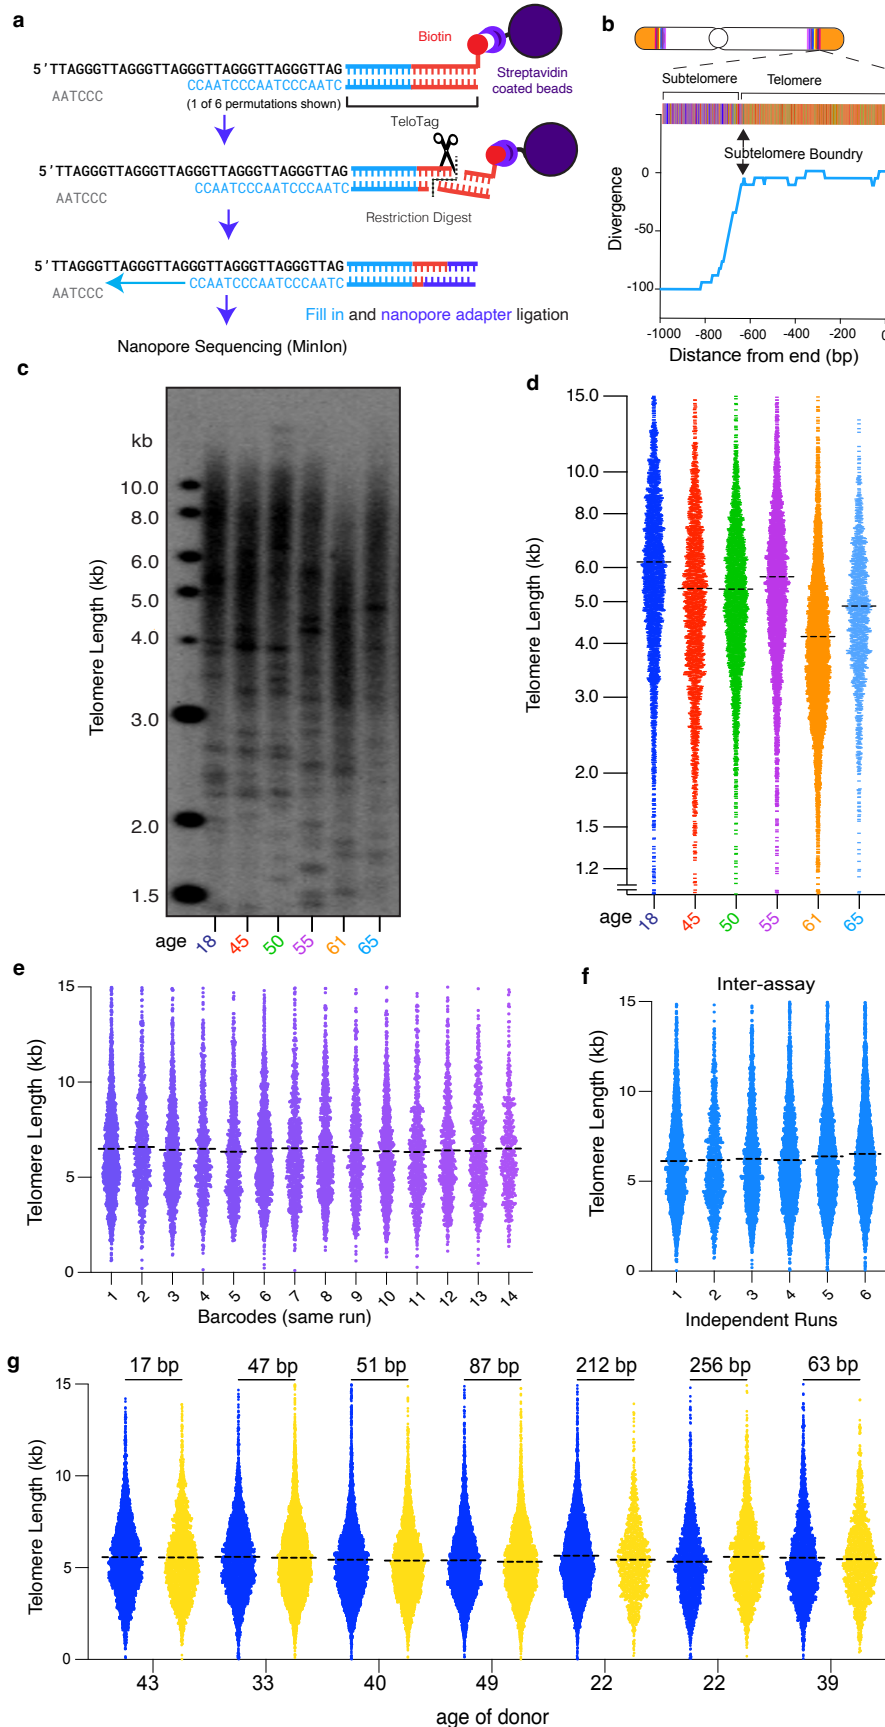 a
Biotin
5'TTAGGGTTAGGGTTAGGGTTAGGGTTAGGGTTAG
AATCCC
CCAATCCCAATCCCAATC
(1 of 6 permutations shown)
Streptavidin
coated beads
TeloTag
5'TTAGGGTTAGGGTTAGGGTTAGGGTTAGGGTTAG
AATCCC
CCAATCCCAATCCCAATC
Restriction Digest
5'TTAGGGTTAGGGTTAGGGTTAGGGTTAGGGTTAG
AATCCC
CCAATCCCAATCCCAATC
Fill in and nanopore adapter ligation
Nanopore Sequencing (MinIon)
b
Subtelomere
Telomere
Subtelomere Boundry
Divergence
0
-50
-100
-1000 -800 -600 -400 -200 0
Distance from end (bp)
c
kb
10.0
8.0
6.0
5.0
4.0
3.0
2.0
1.5
Telomere Length (kb)
age 18 45 50 55 61 65
d
15.0
10.0
8.0
6.0
5.0
4.0
3.0
2.0
1.5
1.2
Telomere Length (kb)
age 18 45 50 55 61 65
e
15
10
5
0
Telomere Length (kb)
1 2 3 4 5 6 7 8 9 10 11 12 13 14
Barcodes (same run)
f
Inter-assay
15
10
5
0
Telomere Length (kb)
1 2 3 4 5 6
Independent Runs
g
17 bp 47 bp 51 bp 87 bp 212 bp 256 bp 63 bp
15
10
5
0
Telomere Length (kb)
43 33 40 49 22 22 39
age of donor